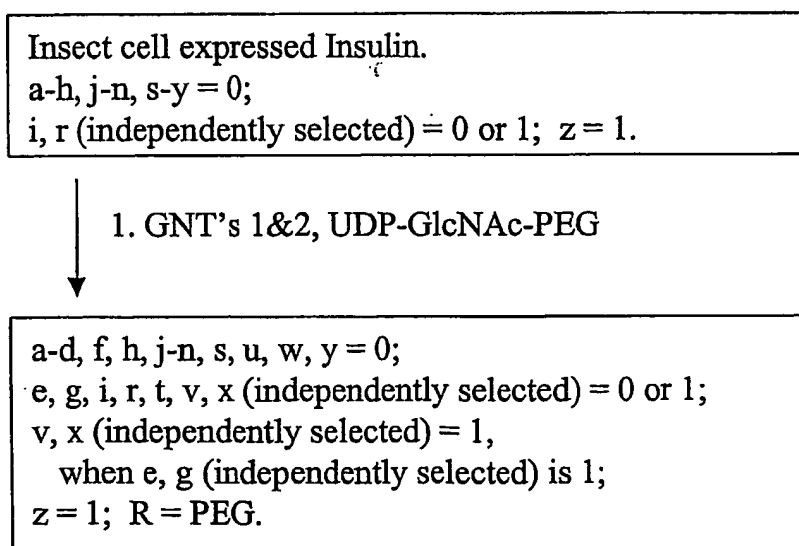 Insect cell expressed Insulin.
a-h, j-n, s-y = 0;
i, r (independently selected) = 0 or 1; z = 1.
1. GNT's 1&2, UDP-GlcNAc-PEG
a-d, f, h, j-n, s, u, w, y = 0;
e, g, i, r, t, v, x (independently selected) = 0 or 1;
v, x (independently selected) = 1,
when e, g (independently selected) is 1;
z = 1; R = PEG.